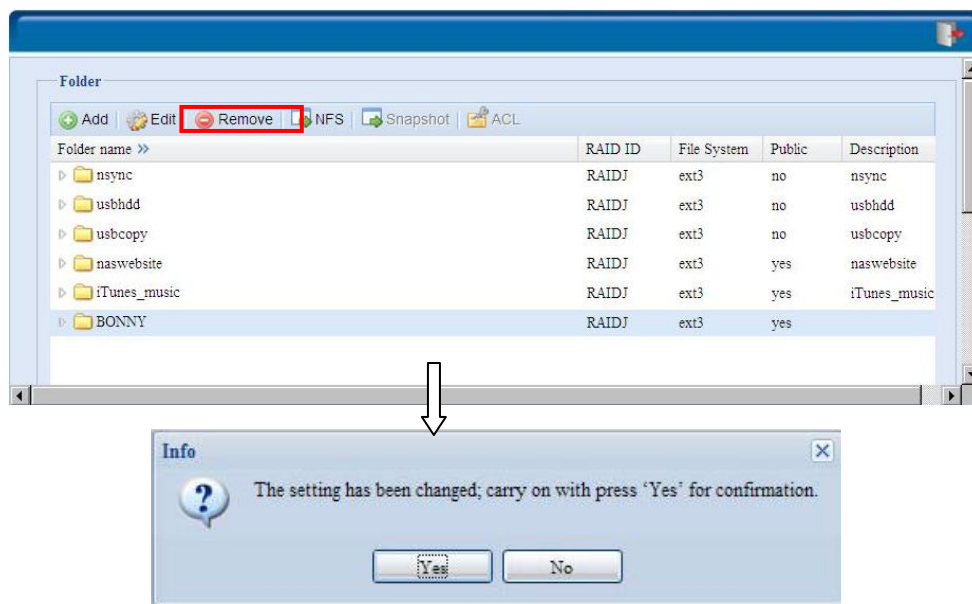 Folder
Add Edit Remove NFS Snapshot ACL
Folder name » RAID ID File System Public Description
nsync RAIDJ ext3 no nsync
usbhdd RAIDJ ext3 no usbhdd
usbcopy RAIDJ ext3 no usbcopy
naswebsite RAIDJ ext3 yes naswebsite
iTunes_music RAIDJ ext3 yes iTunes_music
BONNY RAIDJ ext3 yes
Info
The setting has been changed; carry on with press ‘Yes’ for confirmation.
Yes No